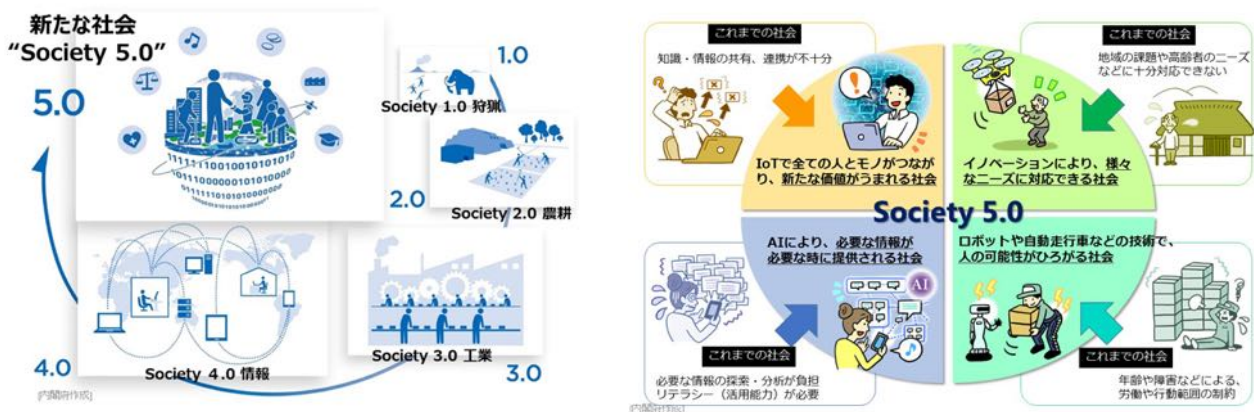 新たな社会
“Society 5.0”
5.0
1.0
Society 1.0 狩猟
2.0
Society 2.0 農耕
Society 3.0 工業
3.0
4.0
Society 4.0 情報
[内閣府作成]
これまでの社会
知識・情報の共有、連携が不十分
IoTで全ての人とモノがつなが
り、新たな価値がうまれる社会
これまでの社会
地域の課題や高齢者のニーズ
などに十分対応できない
イノベーションにより、様々
なニーズに対応できる社会
Society 5.0
AIにより、必要な情報が
必要な時に提供される社会
AI
これまでの社会
必要な情報の探索・分析が負担
リテラシー（活用能力）が必要
ロボットや自動走行車などの技術で、
人の可能性がひろがる社会
これまでの社会
年齢や障害などによる、
労働や行動範囲の制約
[内閣府作成]